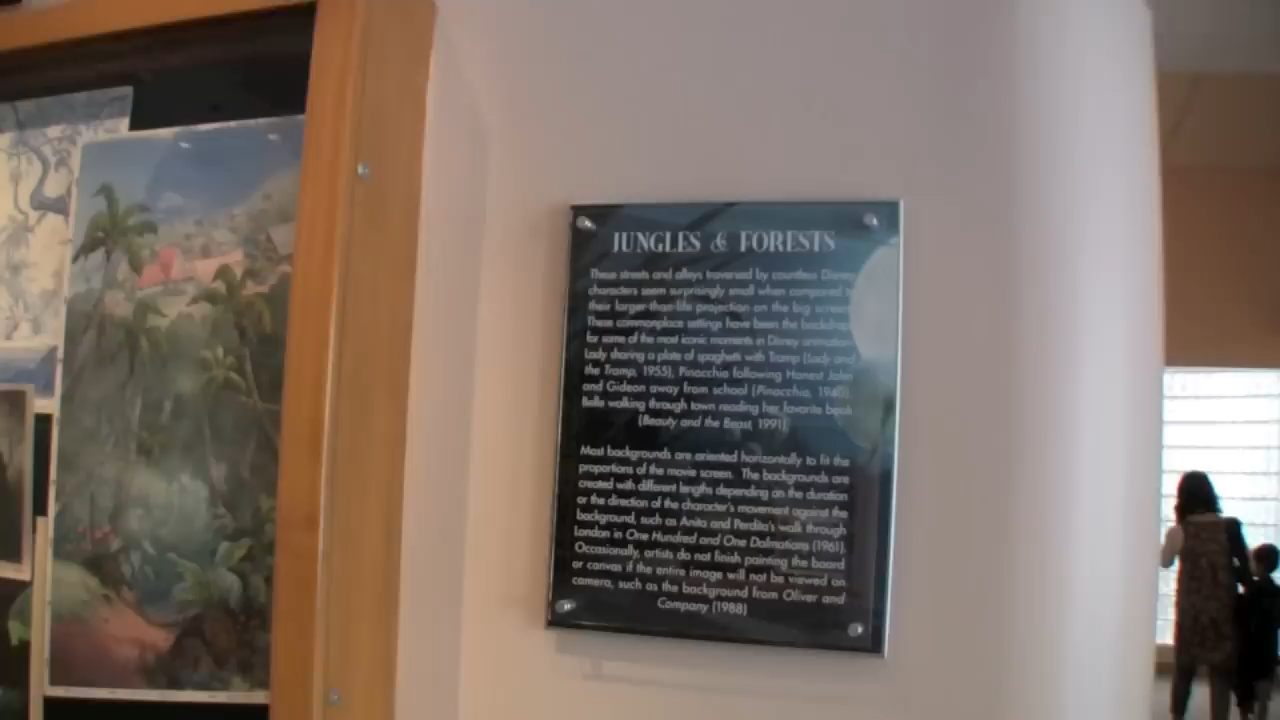 JUNGLES & FORESTS
These streets and alleys traversed by countless Disney
characters seem surprisingly small when compared to
their larger-than-life projection on the big screen.
These commonplace settings have been the backdrop
for some of the most iconic moments in Disney animation:
Lady sharing a plate of spaghetti with Tramp (Lady and
the Tramp, 1955), Pinocchio following Honest John
and Gideon away from school (Pinocchio, 1940),
Belle walking through town reading her favorite book
(Beauty and the Beast, 1991).
Most backgrounds are oriented horizontally to fit the
proportions of the movie screen. The backgrounds are
created with different lengths depending on the duration
or the direction of the character's movement against the
background, such as Anita and Perdita's walk through
London in One Hundred and One Dalmatians (1961).
Occasionally, artists do not finish painting the board
or canvas if the entire image will not be viewed on
camera, such as the background from Oliver and
Company (1988)